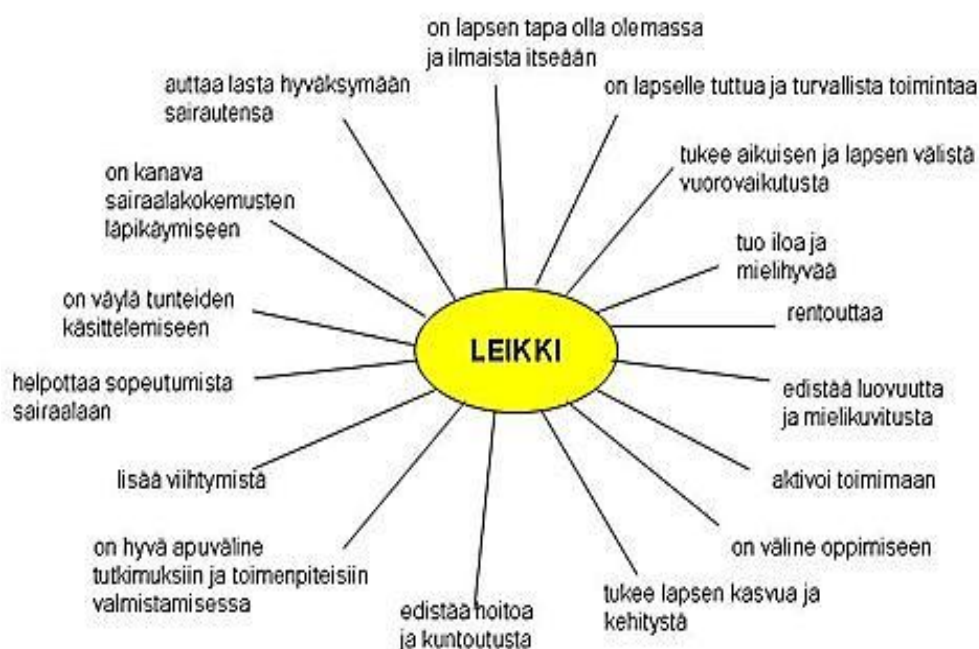 on lapsen tapa olla olemassa
ja ilmaista itseään
on lapselle tuttua ja turvallista toimintaa
tukee aikuisen ja lapsen välistä
vuorovaikutusta
tuo iloa ja
mielihyvää
rentouttaa
edistää luovuutta
ja mielikuvitusta
aktivoi toimimaan
on väline oppimiseen
tukee lapsen kasvua ja
kehitystä
edistää hoitoa
ja kuntoutusta
on hyvä apuväline
tutkimuksiin ja toimenpiteisiin
valmistamisessa
lisää viihtymistä
helpottaa sopeutumista
sairaalaan
on väylä tunteiden
käsittelemiseen
on kanava
sairaalakokemusten
läpikäymiseen
auttaa lasta hyväksymään
sairautensa
LEIKKI